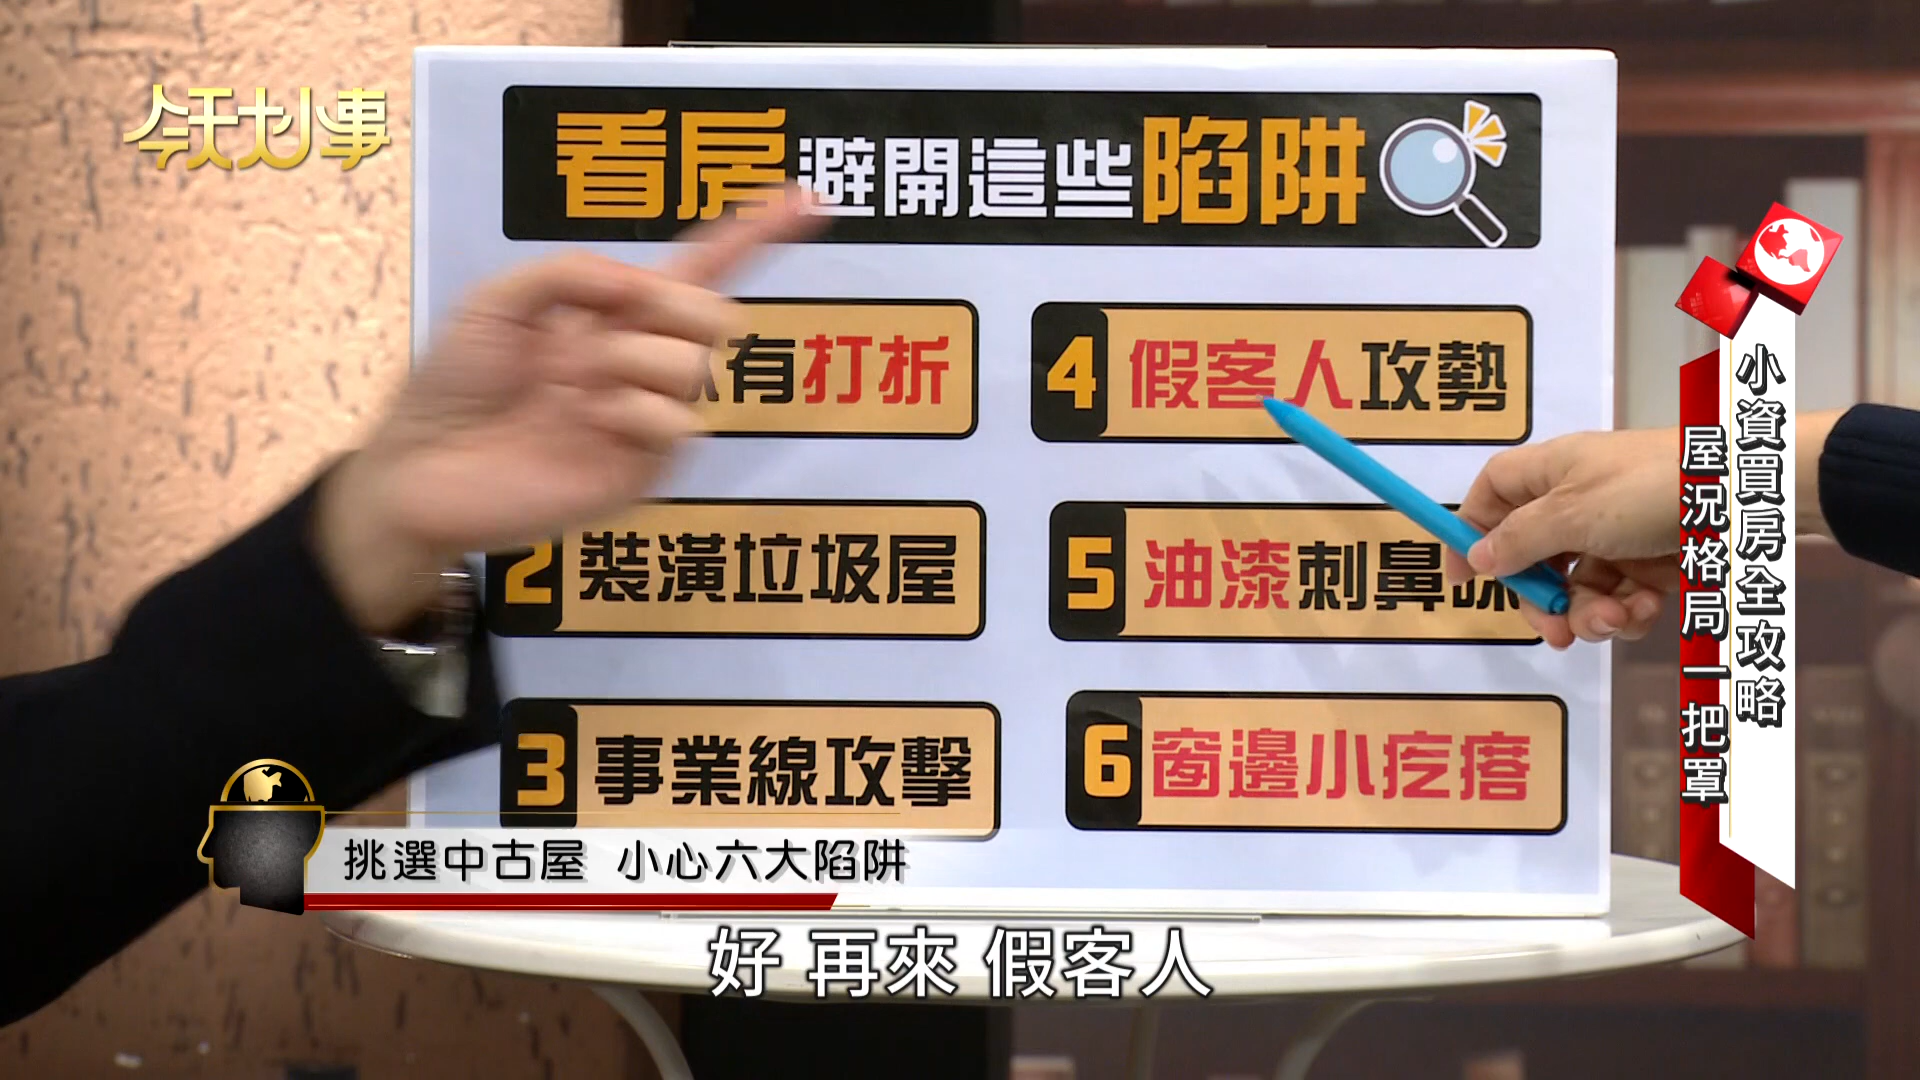 今天大小事
看房避開這些陷阱
有打折
2 裝潢垃圾屋
3 事業線攻擊
4 假客人攻勢
5 油漆刺鼻味
6 窗邊小疙瘩
小資買房全攻略
屋況格局一把罩
挑選中古屋 小心六大陷阱
好 再來 假客人